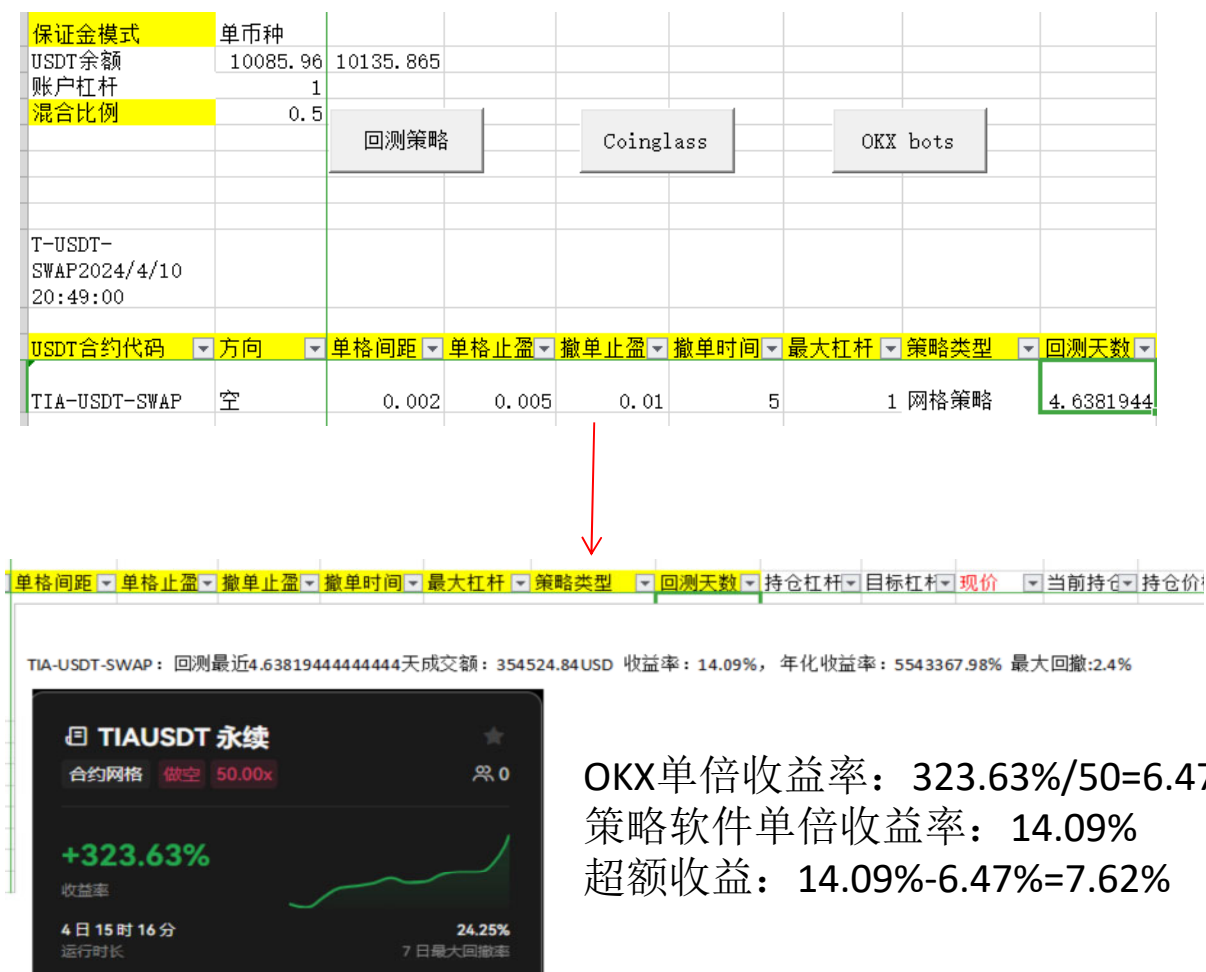 保证金模式 单币种
USDT余额 10085.96 10135.865
账户杠杆 1
混合比例 0.5
回测策略 Coinglass OKX bots
T-USDT-
SWAP2024/4/10
20:49:00
USDT合约代码 方向 单格间距 单格止盈 撤单止盈 撤单时间 最大杠杆 策略类型 回测天数
TIA-USDT-SWAP 空 0.002 0.005 0.01 5 1 网格策略 4.6381944
单格间距 单格止盈 撤单止盈 撤单时间 最大杠杆 策略类型 回测天数 持仓杠杆 目标杠杆 现价 当前持仓 持仓价
TIA-USDT-SWAP：回测最近4.63819444444444天成交额：354524.84USD 收益率：14.09%，年化收益率：5543367.98% 最大回撤:2.4%
TIAUSDT 永续
合约网格 做空 50.00x 0
+323.63%
收益率
4日15时16分 24.25%
运行时长 7日最大回撤率
OKX单倍收益率：323.63%/50=6.47
策略软件单倍收益率：14.09%
超额收益：14.09%-6.47%=7.62%